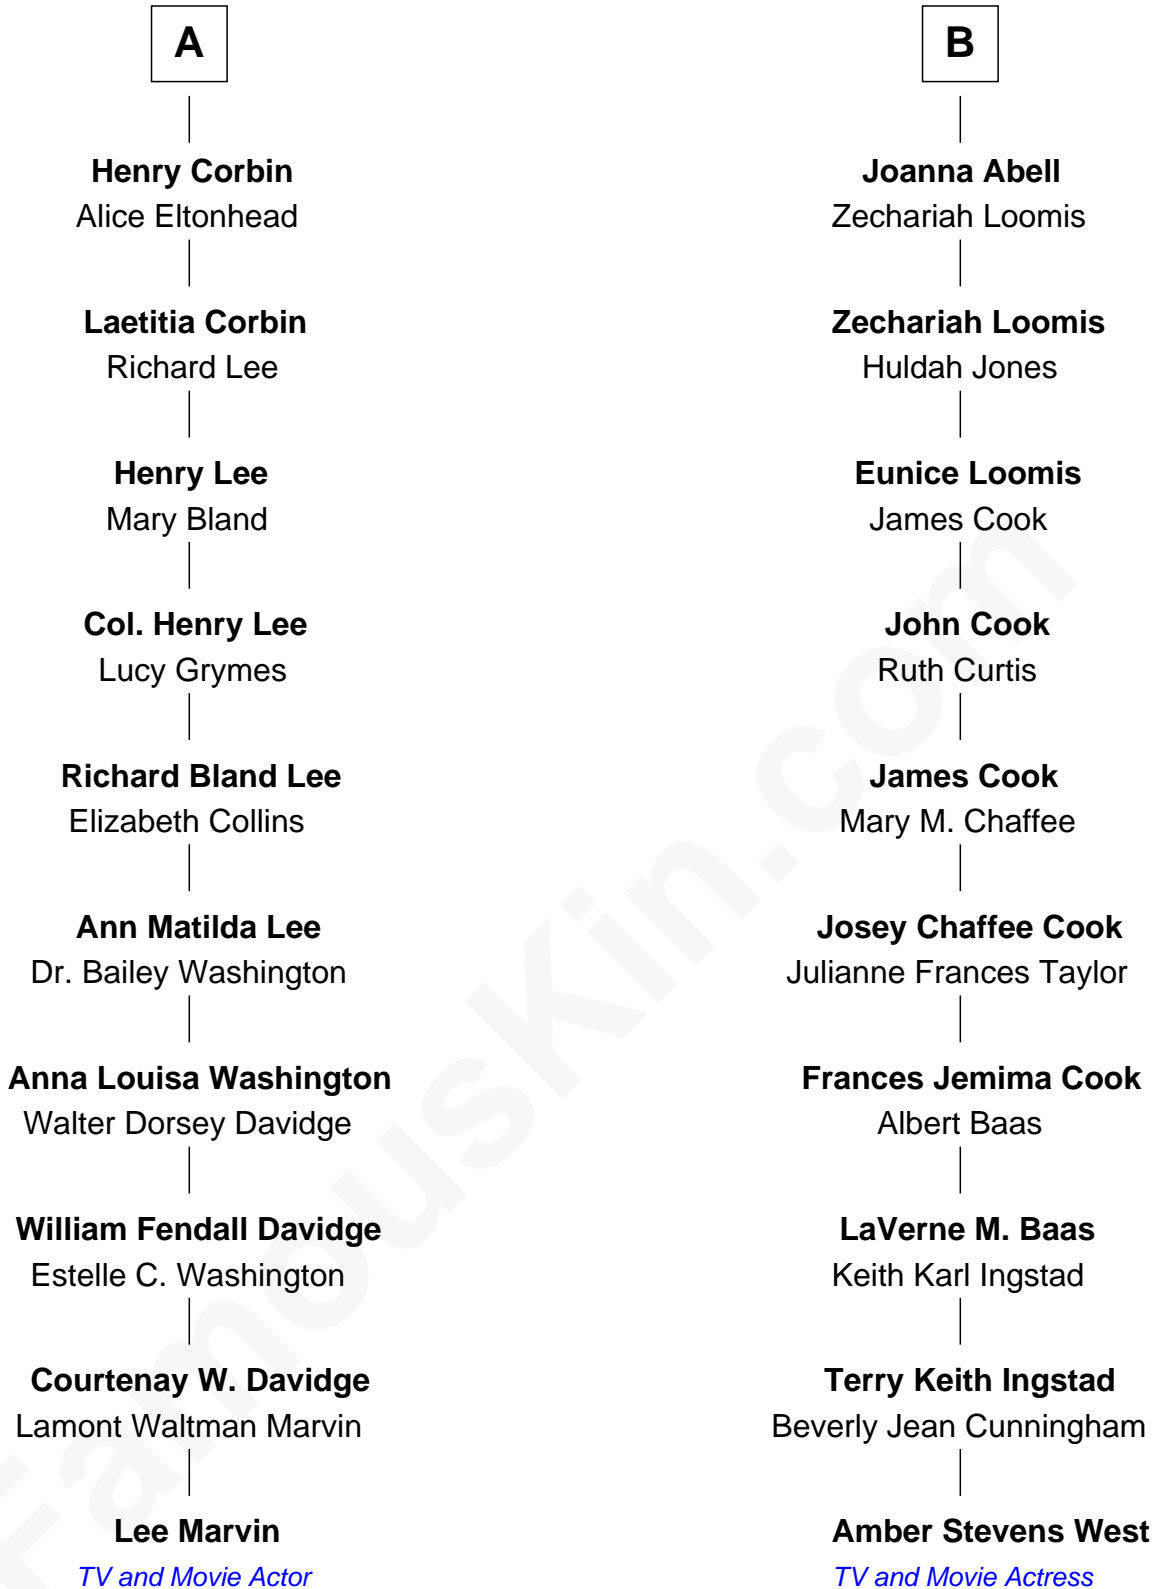 A
Henry Corbin
Alice Eltonhead
Laetitia Corbin
Richard Lee
Henry Lee
Mary Bland
Col. Henry Lee
Lucy Grymes
Richard Bland Lee
Elizabeth Collins
Ann Matilda Lee
Dr. Bailey Washington
Anna Louisa Washington
Walter Dorsey Davidge
William Fendall Davidge
Estelle C. Washington
Courtenay W. Davidge
Lamont Waltman Marvin
Lee Marvin
TV and Movie Actor
B
Joanna Abell
Zechariah Loomis
Zechariah Loomis
Huldah Jones
Eunice Loomis
James Cook
John Cook
Ruth Curtis
James Cook
Mary M. Chaffee
Josey Chaffee Cook
Julianne Frances Taylor
Frances Jemima Cook
Albert Baas
LaVerne M. Baas
Keith Karl Ingstad
Terry Keith Ingstad
Beverly Jean Cunningham
Amber Stevens West
TV and Movie Actress
FamousKin.com